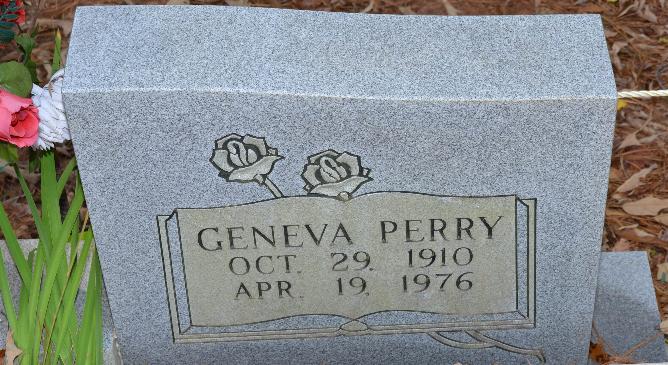 GENEVA PERRY
OCT. 29, 1910
APR. 19, 1976